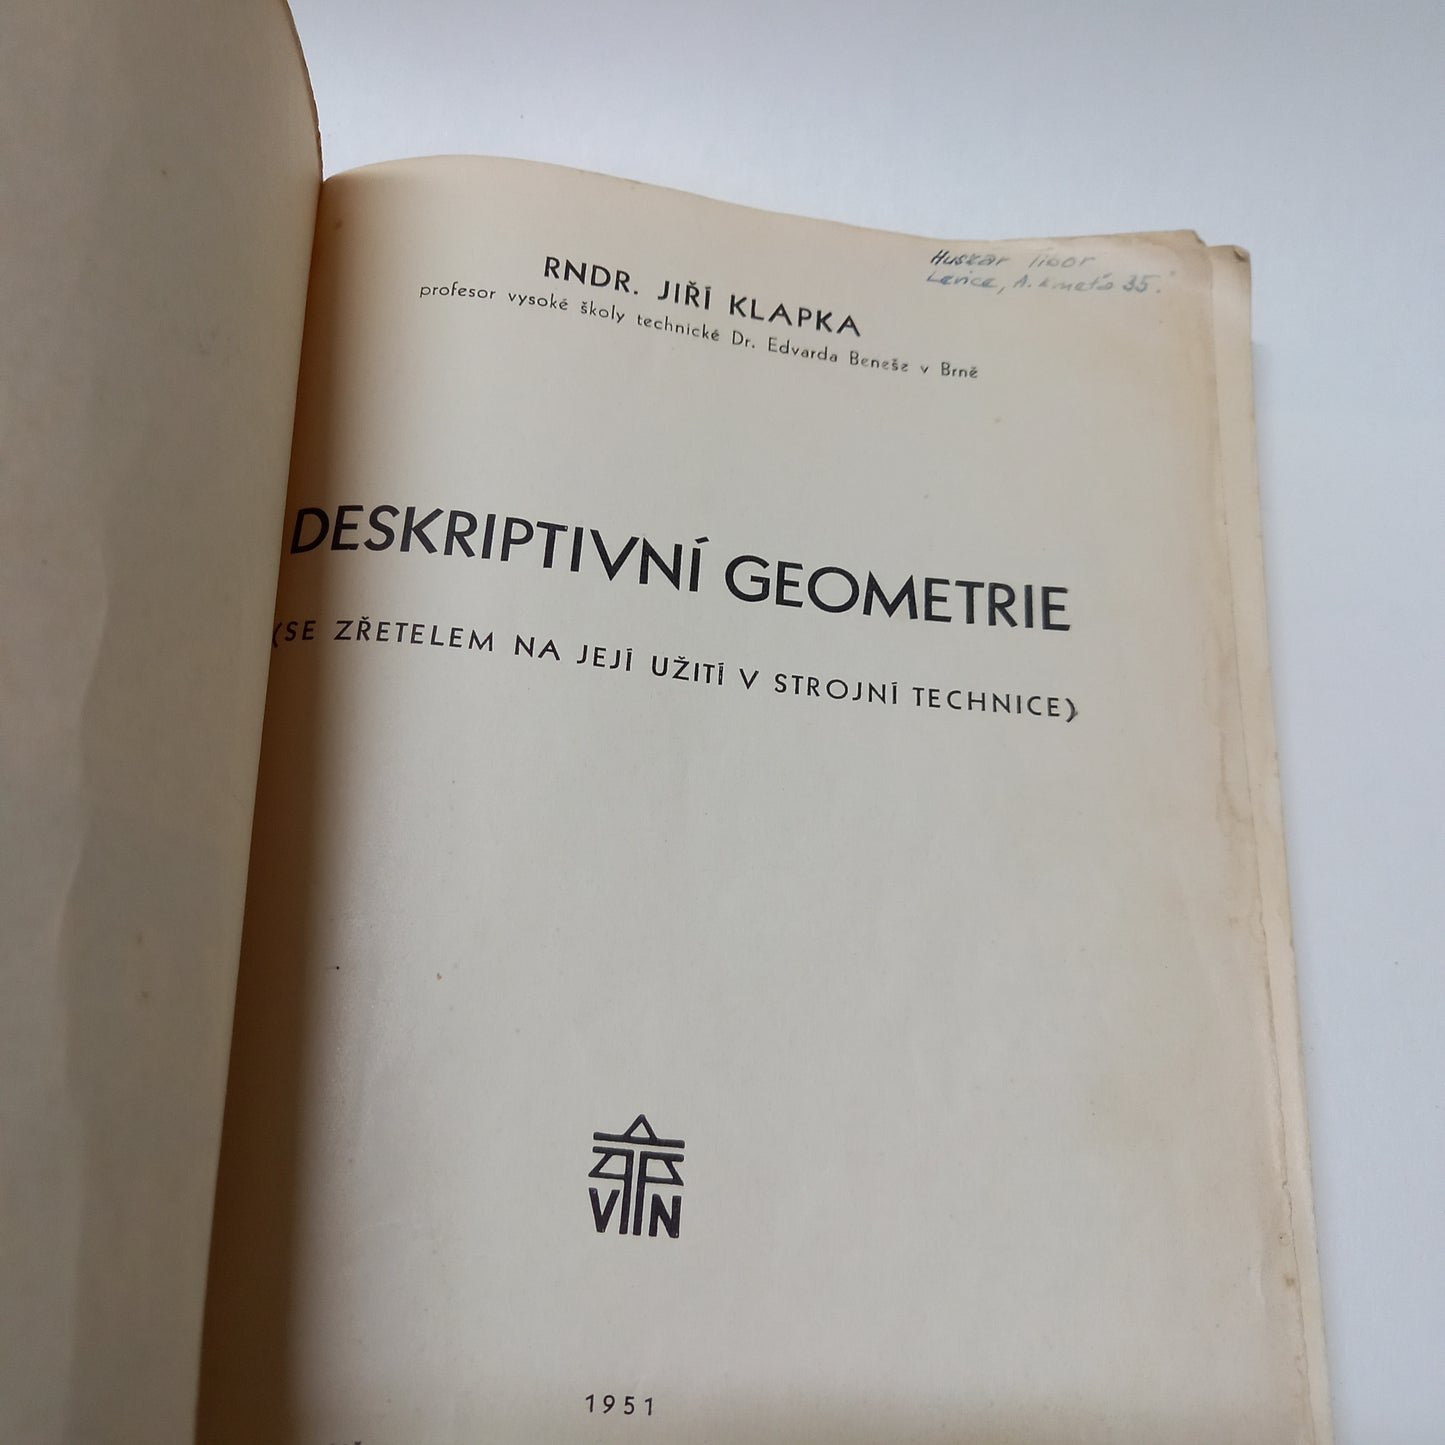 Huskár Tibor
Levice, A. Kmeťa 35.
RNDR. JIŘÍ KLAPKA
profesor vysoké školy technické Dr. Edvarda Beneše v Brně
DESKRIPTIVNÍ GEOMETRIE
(SE ZŘETELEM NA JEJÍ UŽITÍ V STROJNÍ TECHNICE)
VTN
1951